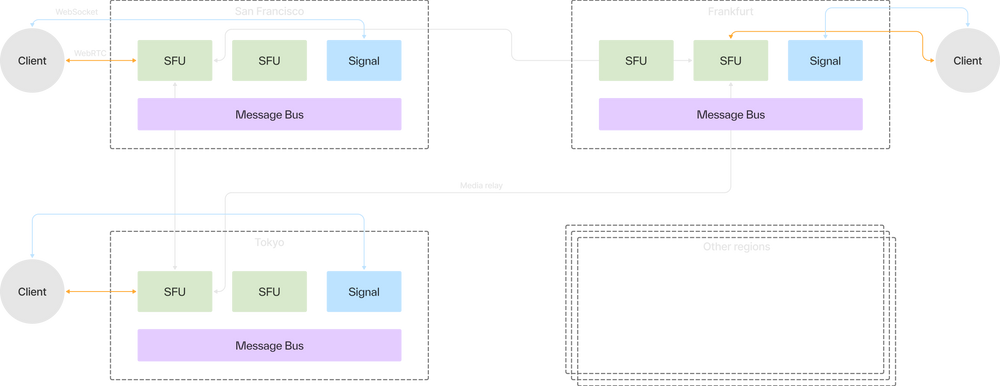 WebSocket
San Francisco
Frankfurt
Client
WebRTC
SFU
SFU
Signal
SFU
SFU
Signal
Client
Message Bus
Message Bus
Media relay
Tokyo
Other regions
Client
SFU
SFU
Signal
Message Bus